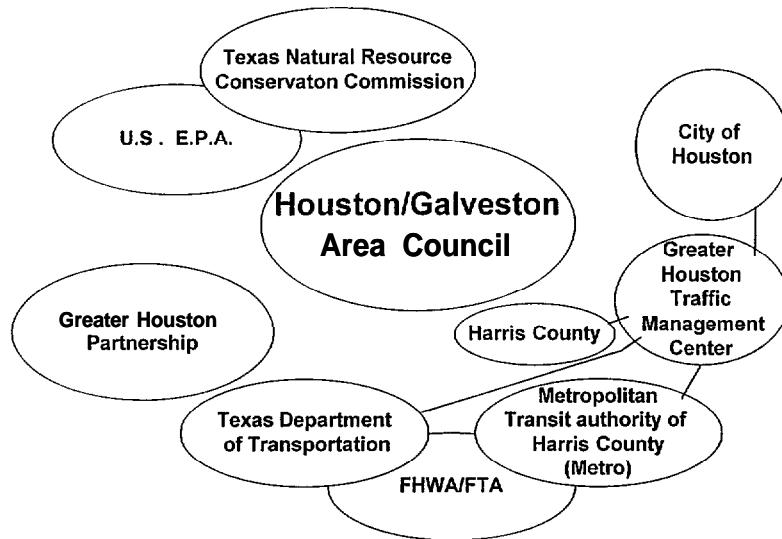 Texas Natural Resource
Conservaton Commission
U.S . E.P.A.
City of
Houston
Houston/Galveston
Area Council
Greater
Houston
Traffic
Management
Center
Harris County
Greater Houston
Partnership
Metropolitan
Transit authority of
Harris County
(Metro)
Texas Department
of Transportation
FHWA/FTA